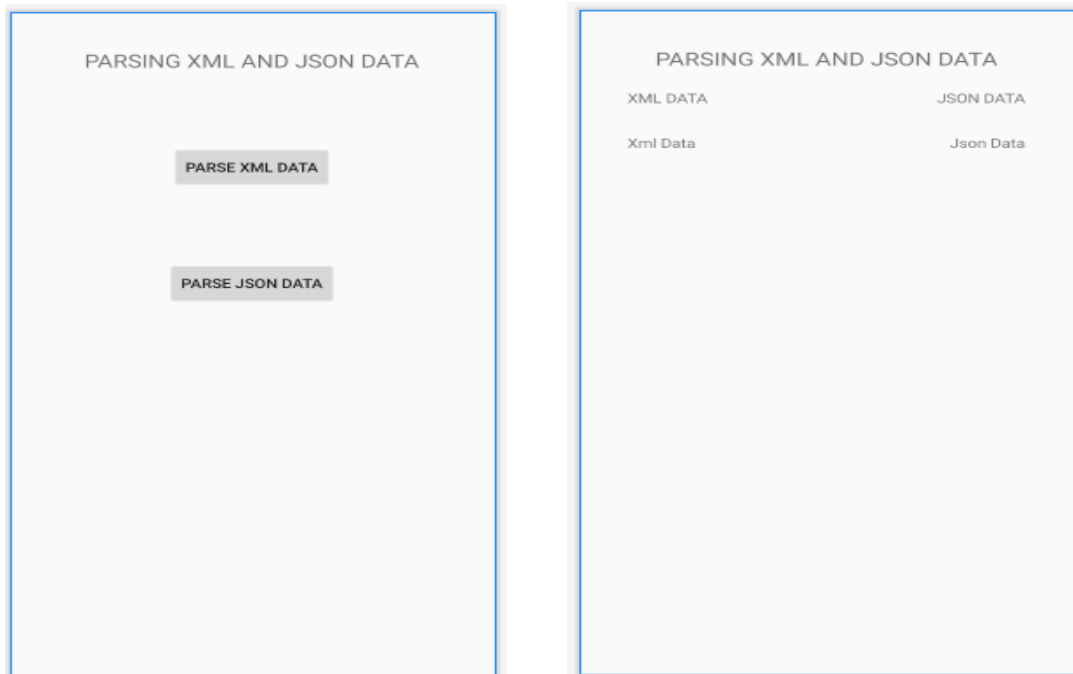 PARSING XML AND JSON DATA
PARSE XML DATA
PARSE JSON DATA
PARSING XML AND JSON DATA
XML DATA JSON DATA
Xml Data Json Data